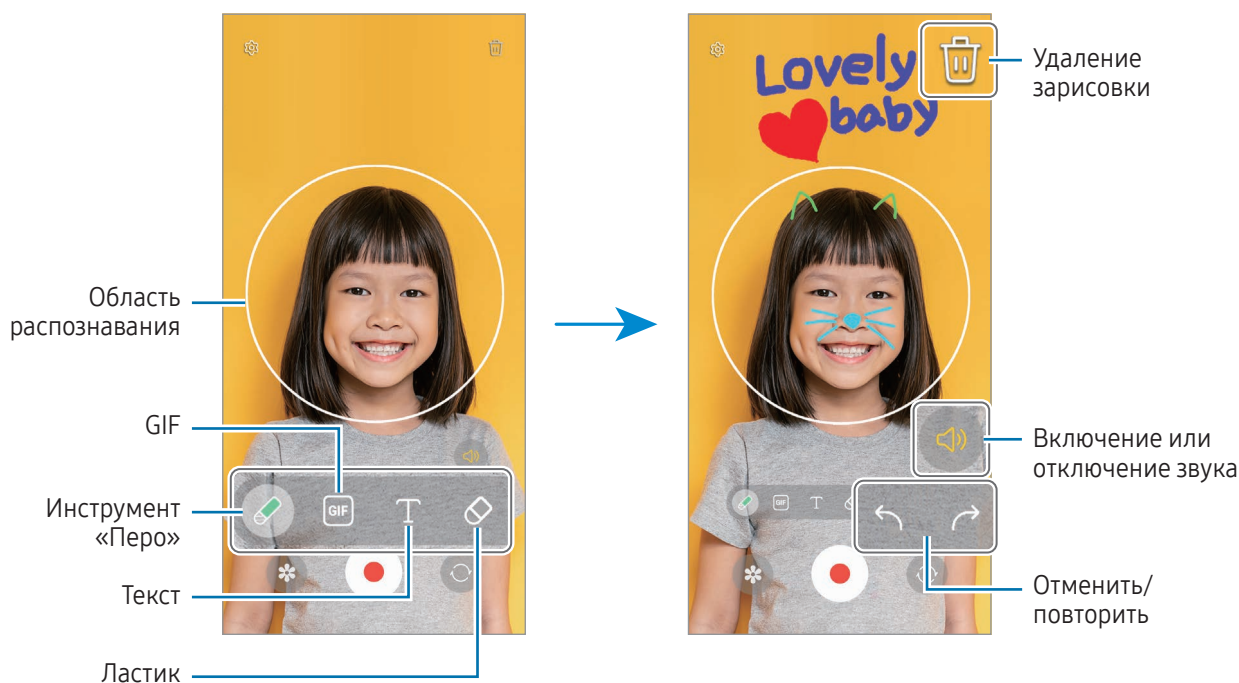 Область
распознавания
GIF
Инструмент
«Перо»
Текст
Ластик
GIF
T
Lovely
baby
GIF
T
Удаление
зарисовки
Включение или
отключение звука
Отменить/
повторить